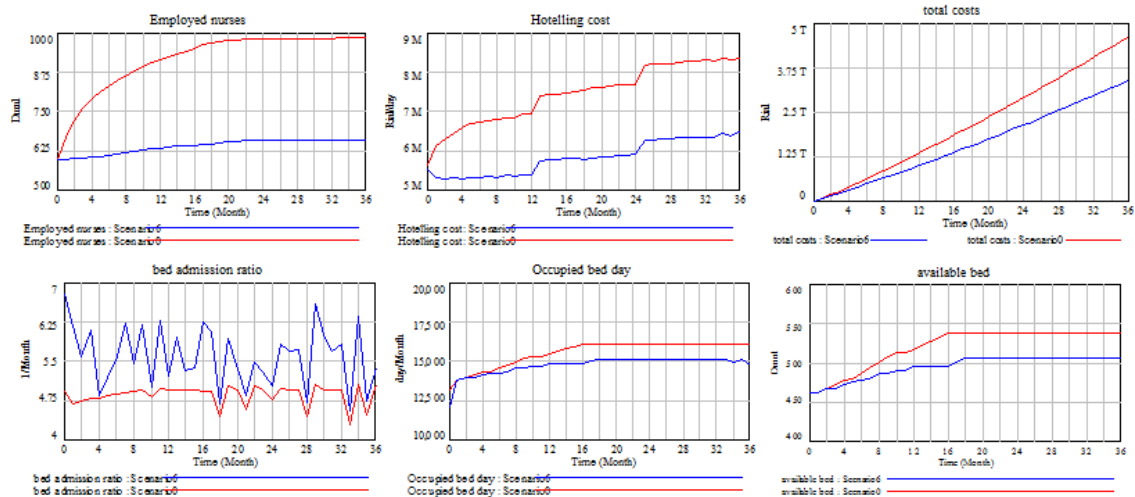 Employed nurses
1000
875
750
625
500
Dmnl
0 4 8 12 16 20 24 28 32 36
Time (Month)
Employed nurses : Scenario6
Employed nurses : Scenario0
Hotelling cost
9 M
8 M
7 M
6 M
5 M
Rial/day
0 4 8 12 16 20 24 28 32 36
Time (Month)
Hotelling cost : Scenario6
Hotelling cost : Scenario0
total costs
5 T
3.75 T
2.5 T
1.25 T
0
Rial
0 4 8 12 16 20 24 28 32 36
Time (Month)
total costs : Scenario6 total costs : Scenario0
bed admission ratio
7
6.25
5.5
4.75
4
1/Month
0 4 8 12 16 20 24 28 32 36
Time (Month)
bed admission ratio : Scenario6
bed admission ratio : Scenario0
Occupied bed day
20,000
17,500
15,000
12,500
10,000
day/Month
0 4 8 12 16 20 24 28 32 36
Time (Month)
Occupied bed day : Scenario6
Occupied bed day : Scenario0
available bed
600
550
500
450
400
Dmnl
0 4 8 12 16 20 24 28 32 36
Time (Month)
available bed : Scenario6
available bed : Scenario0